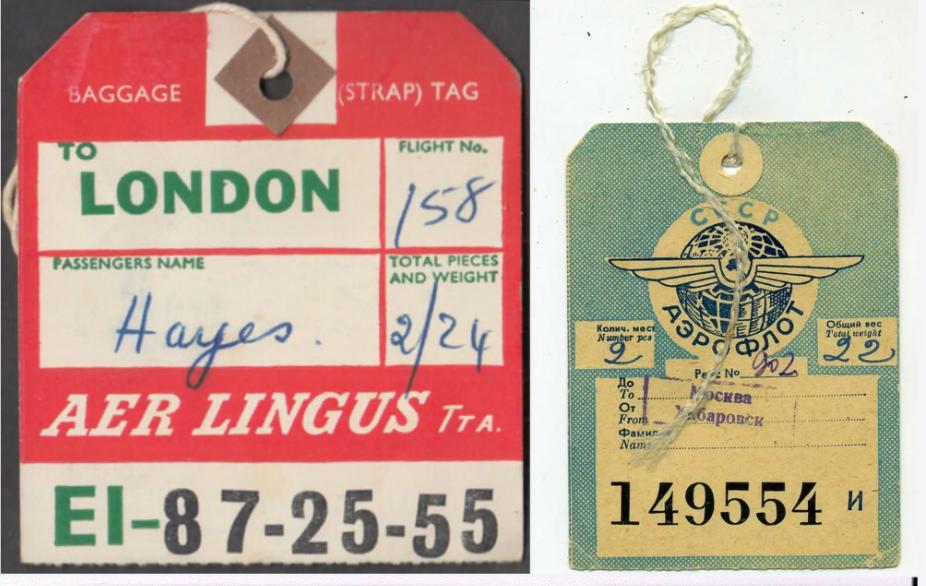 BAGGAGE (STRAP) TAG
TO
LONDON
FLIGHT No.
158
PASSENGERS NAME
Hayes.
TOTAL PIECES
AND WEIGHT
2/24
AER LINGUS TTA.
EI-87-25-55
СССР
АЭРОФЛОТ
Колич. мест
Number pcs
2
Общий вес
Total weight
22
Рейс No 902
До
To
Москва
От
From
Хабаровск
Фамил
Name
149554 И